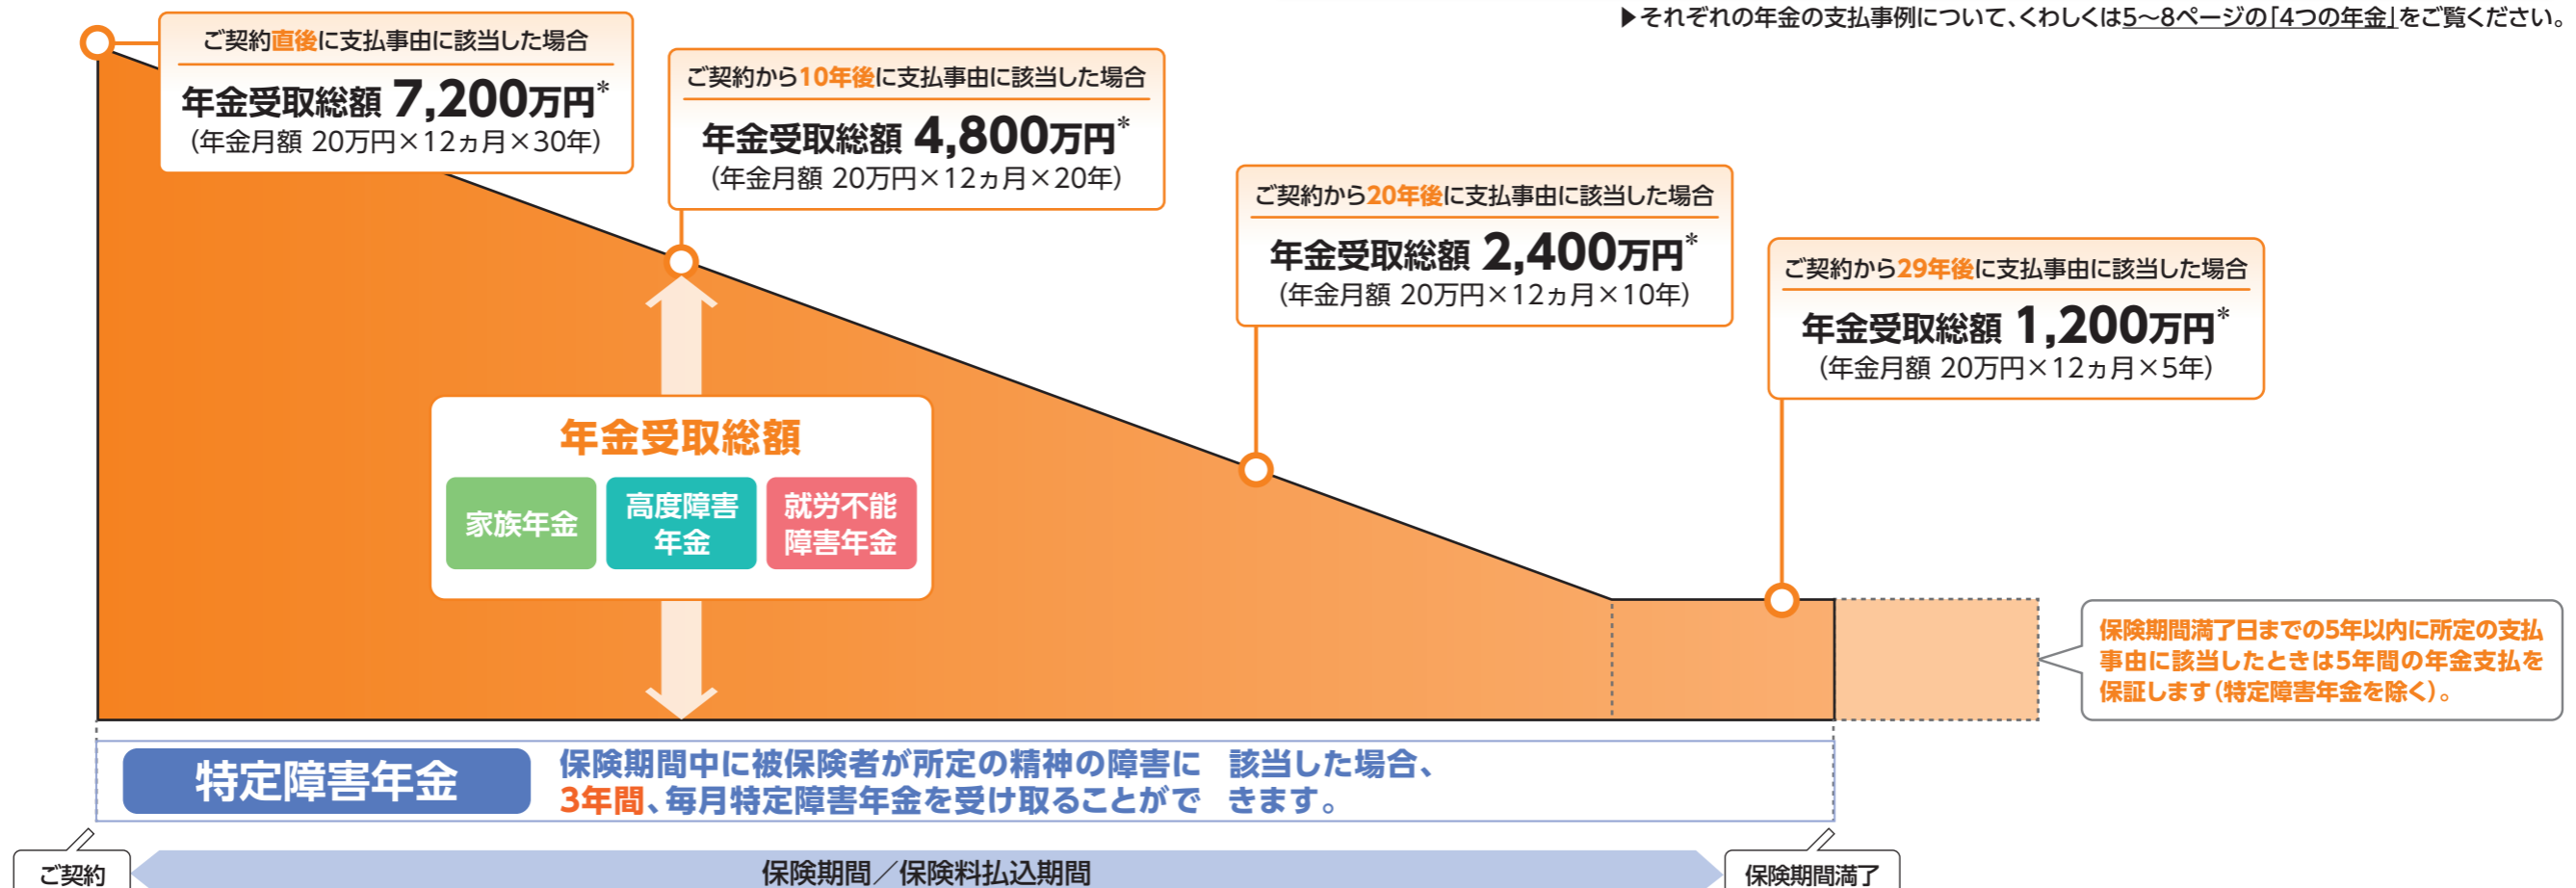 ▶それぞれの年金の支払事例について、くわしくは5～8ページの「4つの年金」をご覧ください。
ご契約直後に支払事由に該当した場合
年金受取総額 7,200万円*
（年金月額 20万円×12ヵ月×30年）
ご契約から10年後に支払事由に該当した場合
年金受取総額 4,800万円*
（年金月額 20万円×12ヵ月×20年）
ご契約から20年後に支払事由に該当した場合
年金受取総額 2,400万円*
（年金月額 20万円×12ヵ月×10年）
ご契約から29年後に支払事由に該当した場合
年金受取総額 1,200万円*
（年金月額 20万円×12ヵ月×5年）
年金受取総額
家族年金
高度障害
年金
就労不能
障害年金
保険期間満了日までの5年以内に所定の支払
事由に該当したときは5年間の年金支払を
保証します（特定障害年金を除く）。
特定障害年金
保険期間中に被保険者が所定の精神の障害に 該当した場合、
3年間、毎月特定障害年金を受け取ることがで きます。
ご契約
保険期間／保険料払込期間
保険期間満了